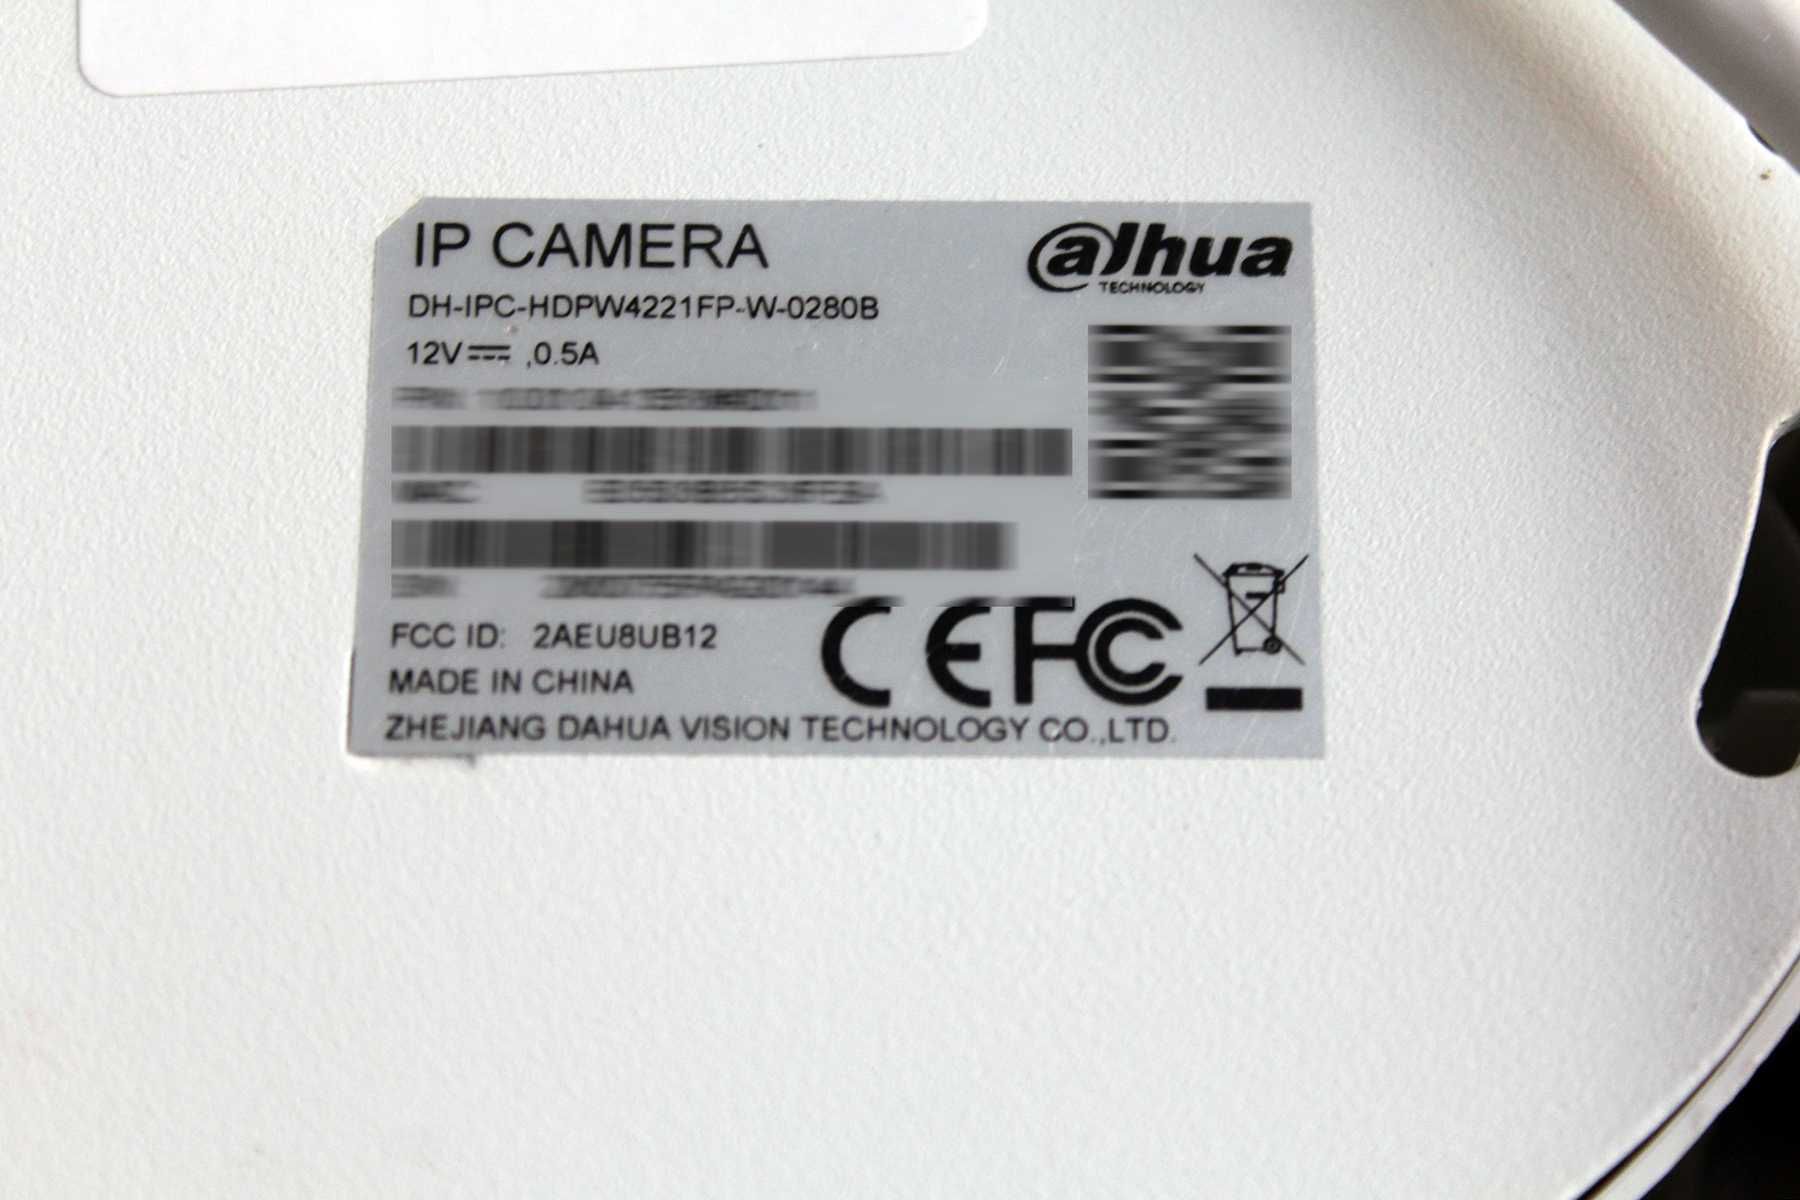 IP CAMERA
alhua
TECHNOLOGY
DH-IPC-HDPW4221FP-W-0280B
12V⎓ ,0.5A
FCC ID: 2AEU8UB12
CE FC
MADE IN CHINA
ZHEJIANG DAHUA VISION TECHNOLOGY CO.,LTD.